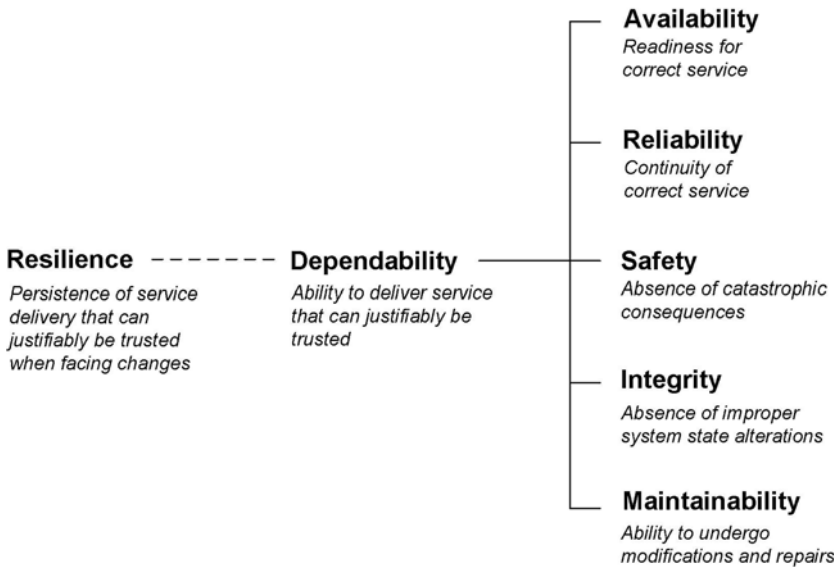 Availability
Readiness for
correct service
Reliability
Continuity of
correct service
Resilience
Persistence of service
delivery that can
justifiably be trusted
when facing changes
Dependability
Ability to deliver service
that can justifiably be
trusted
Safety
Absence of catastrophic
consequences
Integrity
Absence of improper
system state alterations
Maintainability
Ability to undergo
modifications and repairs